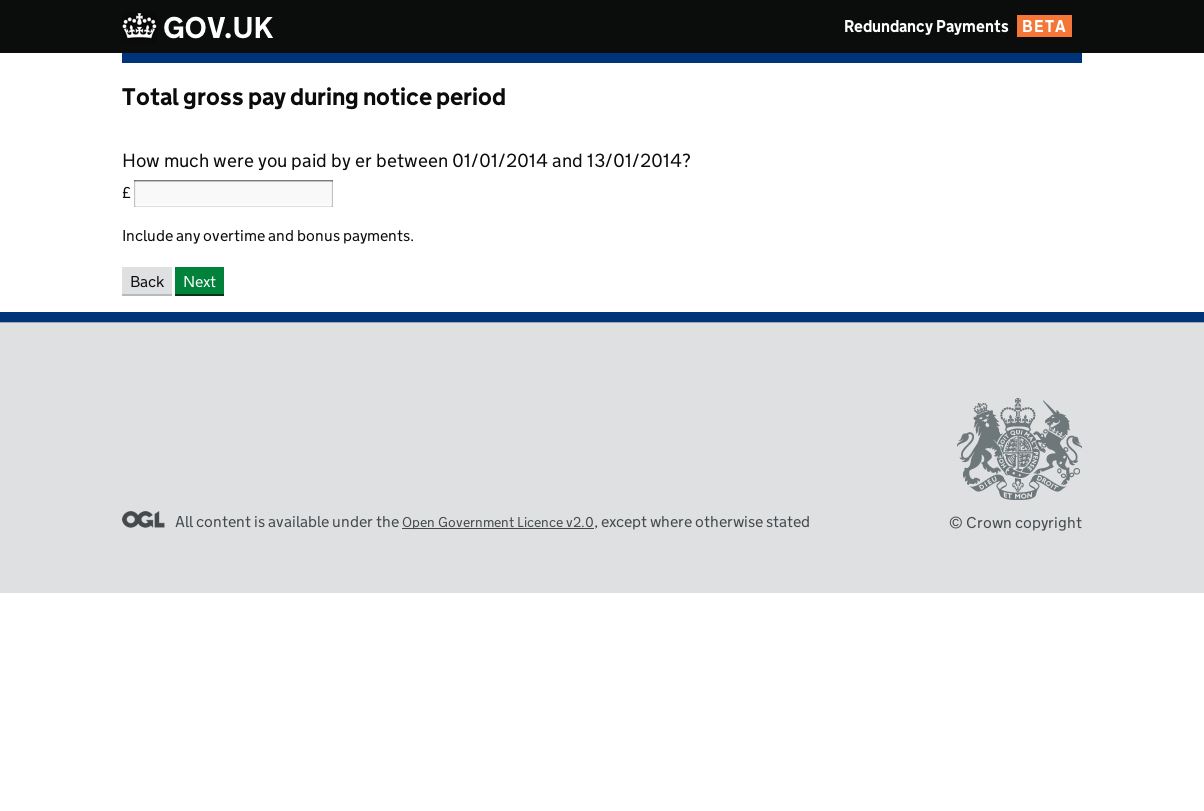 GOV.UK
Redundancy Payments BETA
Total gross pay during notice period
How much were you paid by er between 01/01/2014 and 13/01/2014?
£
Include any overtime and bonus payments.
Back Next
DIEU ET MON DROIT
OGL All content is available under the Open Government Licence v2.0, except where otherwise stated
© Crown copyright